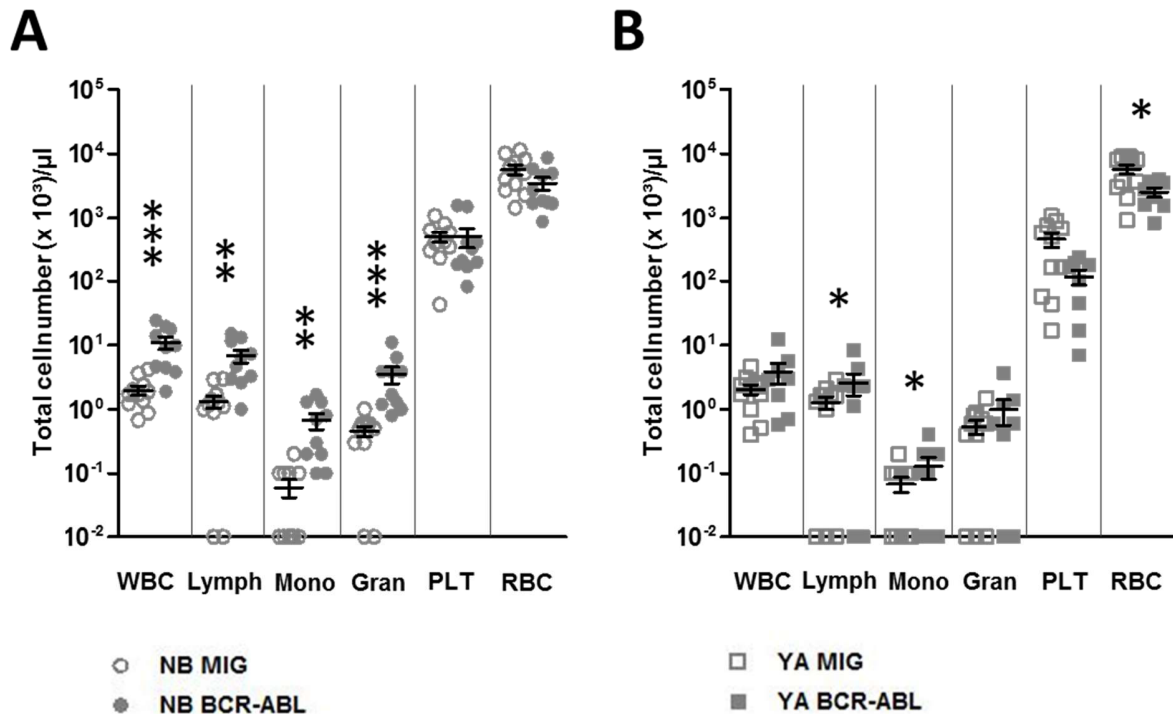 A
Total cellnumber (x 10³)/µl
10⁵
10⁴
10³
10²
10¹
10⁰
10⁻¹
10⁻²
***
**
**
***
WBC Lymph Mono Gran PLT RBC
NB MIG
NB BCR-ABL
B
Total cellnumber (x 10³)/µl
10⁵
10⁴
10³
10²
10¹
10⁰
10⁻¹
10⁻²
*
*
*
WBC Lymph Mono Gran PLT RBC
YA MIG
YA BCR-ABL